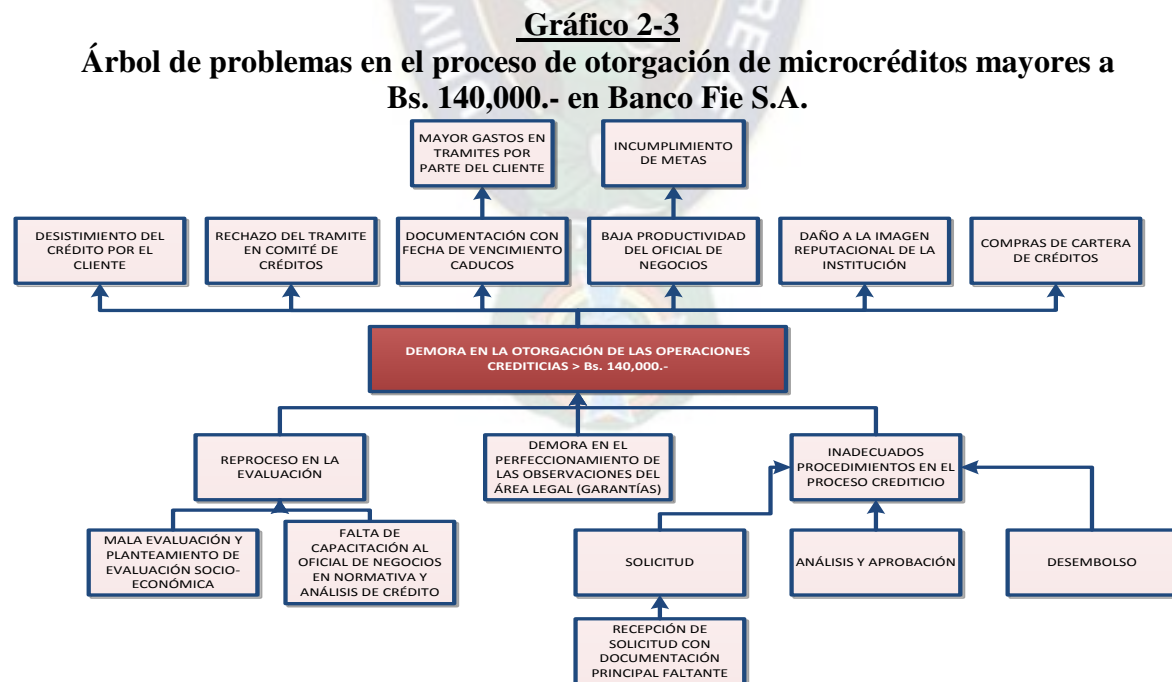 Gráfico 2-3
Árbol de problemas en el proceso de otorgación de microcréditos mayores a
Bs. 140,000.- en Banco Fie S.A.
MAYOR GASTOS EN
TRAMITES POR
PARTE DEL CLIENTE
INCUMPLIMIENTO
DE METAS
DESISTIMIENTO DEL
CRÉDITO POR EL
CLIENTE
RECHAZO DEL TRAMITE
EN COMITÉ DE
CRÉDITOS
DOCUMENTACIÓN CON
FECHA DE VENCIMIENTO
CADUCOS
BAJA PRODUCTIVIDAD
DEL OFICIAL DE
NEGOCIOS
DAÑO A LA IMAGEN
REPUTACIONAL DE LA
INSTITUCIÓN
COMPRAS DE CARTERA
DE CRÉDITOS
DEMORA EN LA OTORGACIÓN DE LAS OPERACIONES
CREDITICIAS > Bs. 140,000.-
REPROCESO EN LA
EVALUACIÓN
DEMORA EN EL
PERFECCIONAMIENTO DE
LAS OBSERVACIONES DEL
ÁREA LEGAL (GARANTÍAS)
INADECUADOS
PROCEDIMIENTOS EN EL
PROCESO CREDITICIO
MALA EVALUACIÓN Y
PLANTEAMIENTO DE
EVALUACIÓN SOCIO-
ECONÓMICA
FALTA DE
CAPACITACIÓN AL
OFICIAL DE NEGOCIOS
EN NORMATIVA Y
ANÁLISIS DE CRÉDITO
SOLICITUD
ANÁLISIS Y APROBACIÓN
DESEMBOLSO
RECEPCIÓN DE
SOLICITUD CON
DOCUMENTACIÓN
PRINCIPAL FALTANTE